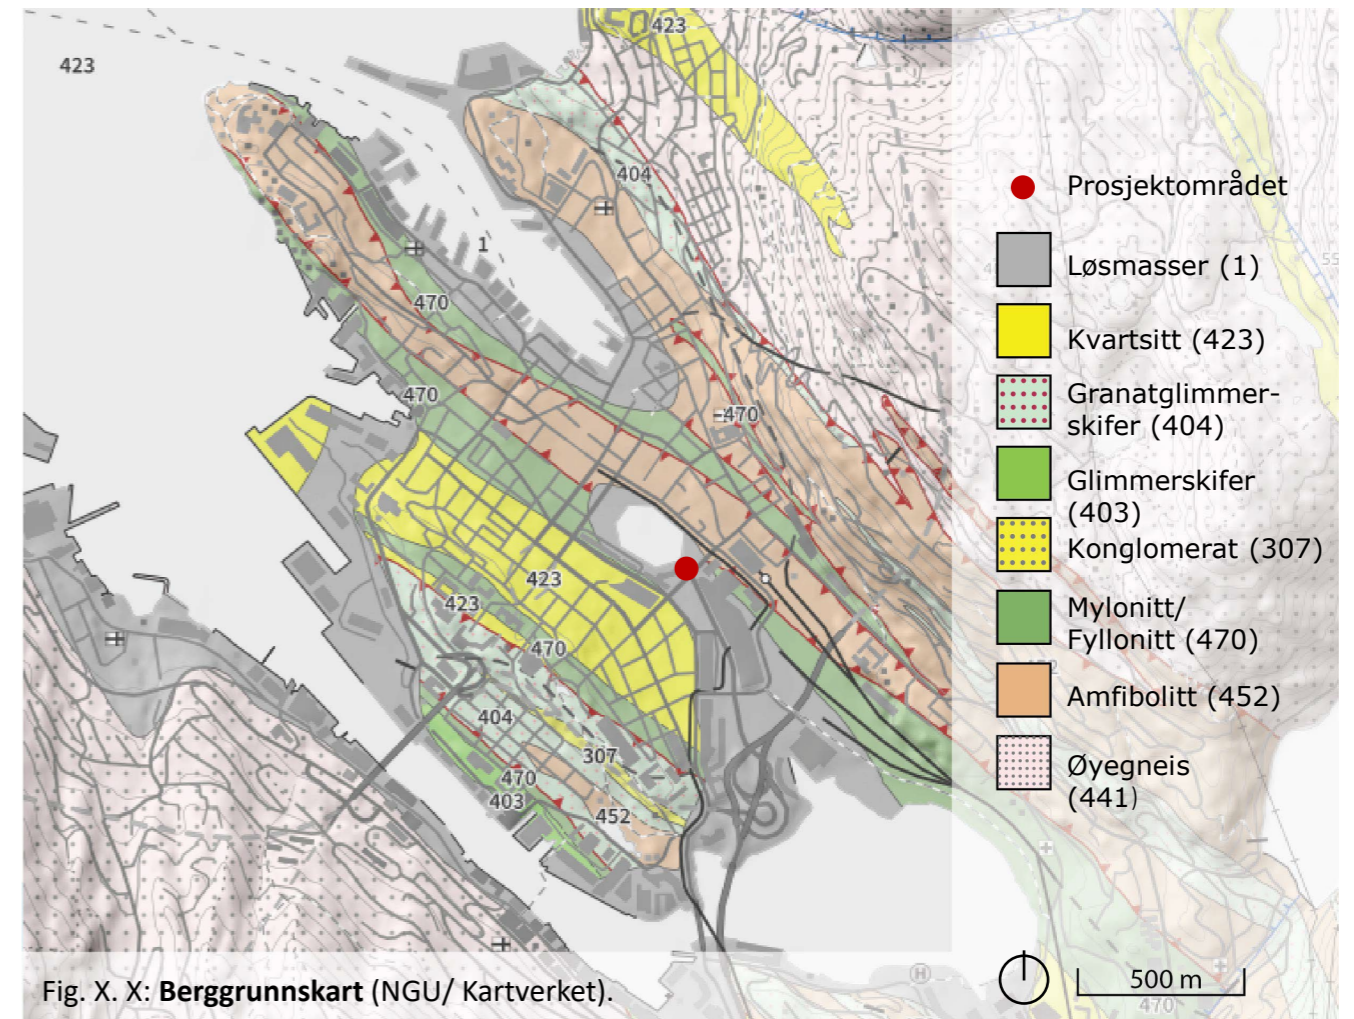 423
423
404
1
470
470
470
423
423
470
404
307
470
403
452
470
Prosjektområdet
Løsmasser (1)
Kvartsitt (423)
Granatglimmer-
skifer (404)
Glimmerskifer
(403)
Konglomerat (307)
Mylonitt/
Fyllonitt (470)
Amfibolitt (452)
Øyegneis
(441)
H
500 m
Fig. X. X: Berggrunnskart (NGU/ Kartverket).